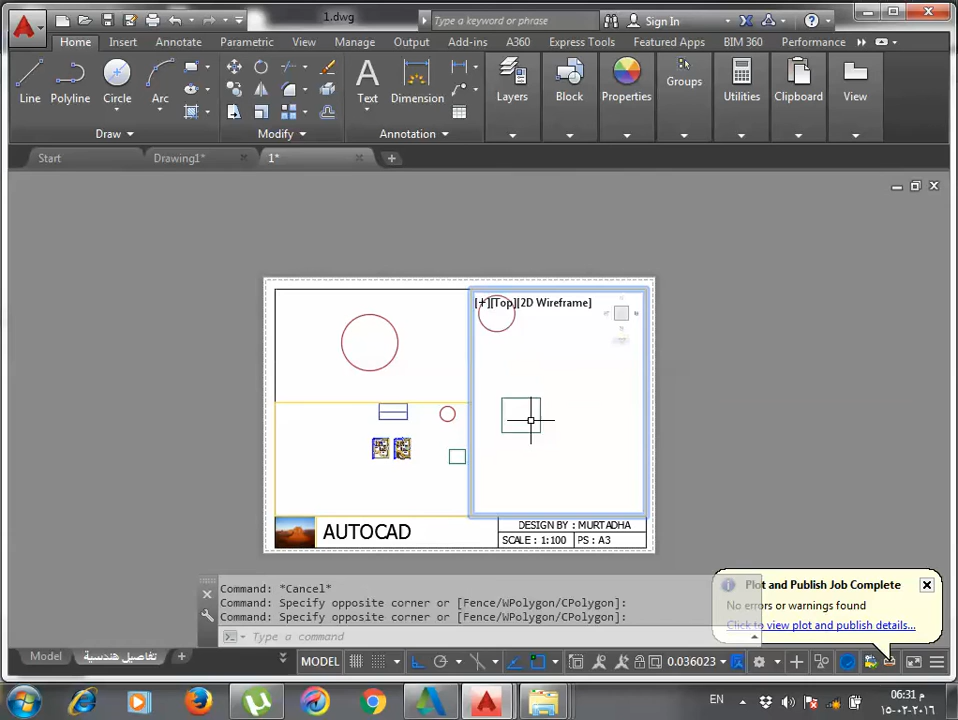 1.dwg
Type a keyword or phrase
Sign In
Home Insert Annotate Parametric View Manage Output Add-ins A360 Express Tools Featured Apps BIM 360 Performance
Line Polyline Circle Arc Text Dimension Layers Block Properties Groups Utilities Clipboard View
Draw Modify Annotation
Start Drawing1* 1*
[+][Top][2D Wireframe]
AUTOCAD
DESIGN BY : MURTADHA
SCALE : 1:100 PS : A3
Command: *Cancel*
Command: Specify opposite corner or [Fence/WPolygon/CPolygon]:
Command: Specify opposite corner or [Fence/WPolygon/CPolygon]:
Type a command
Plot and Publish Job Complete
No errors or warnings found
Click to view plot and publish details...
Model تفاصيل هندسية MODEL 0.036023
EN
06:31 م
٢٠١٦-٠٢-١٥